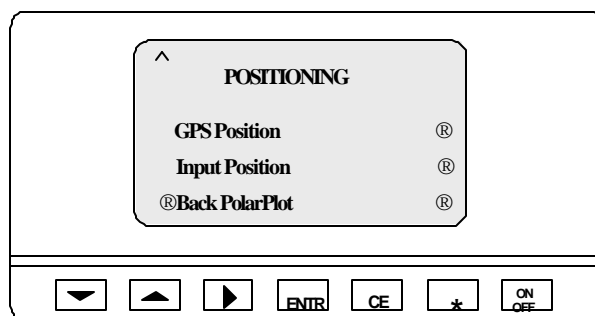 ^
POSITIONING
GPS Position ®
Input Position ®
®Back PolarPlot ®
ENTR CE * ON
OFF